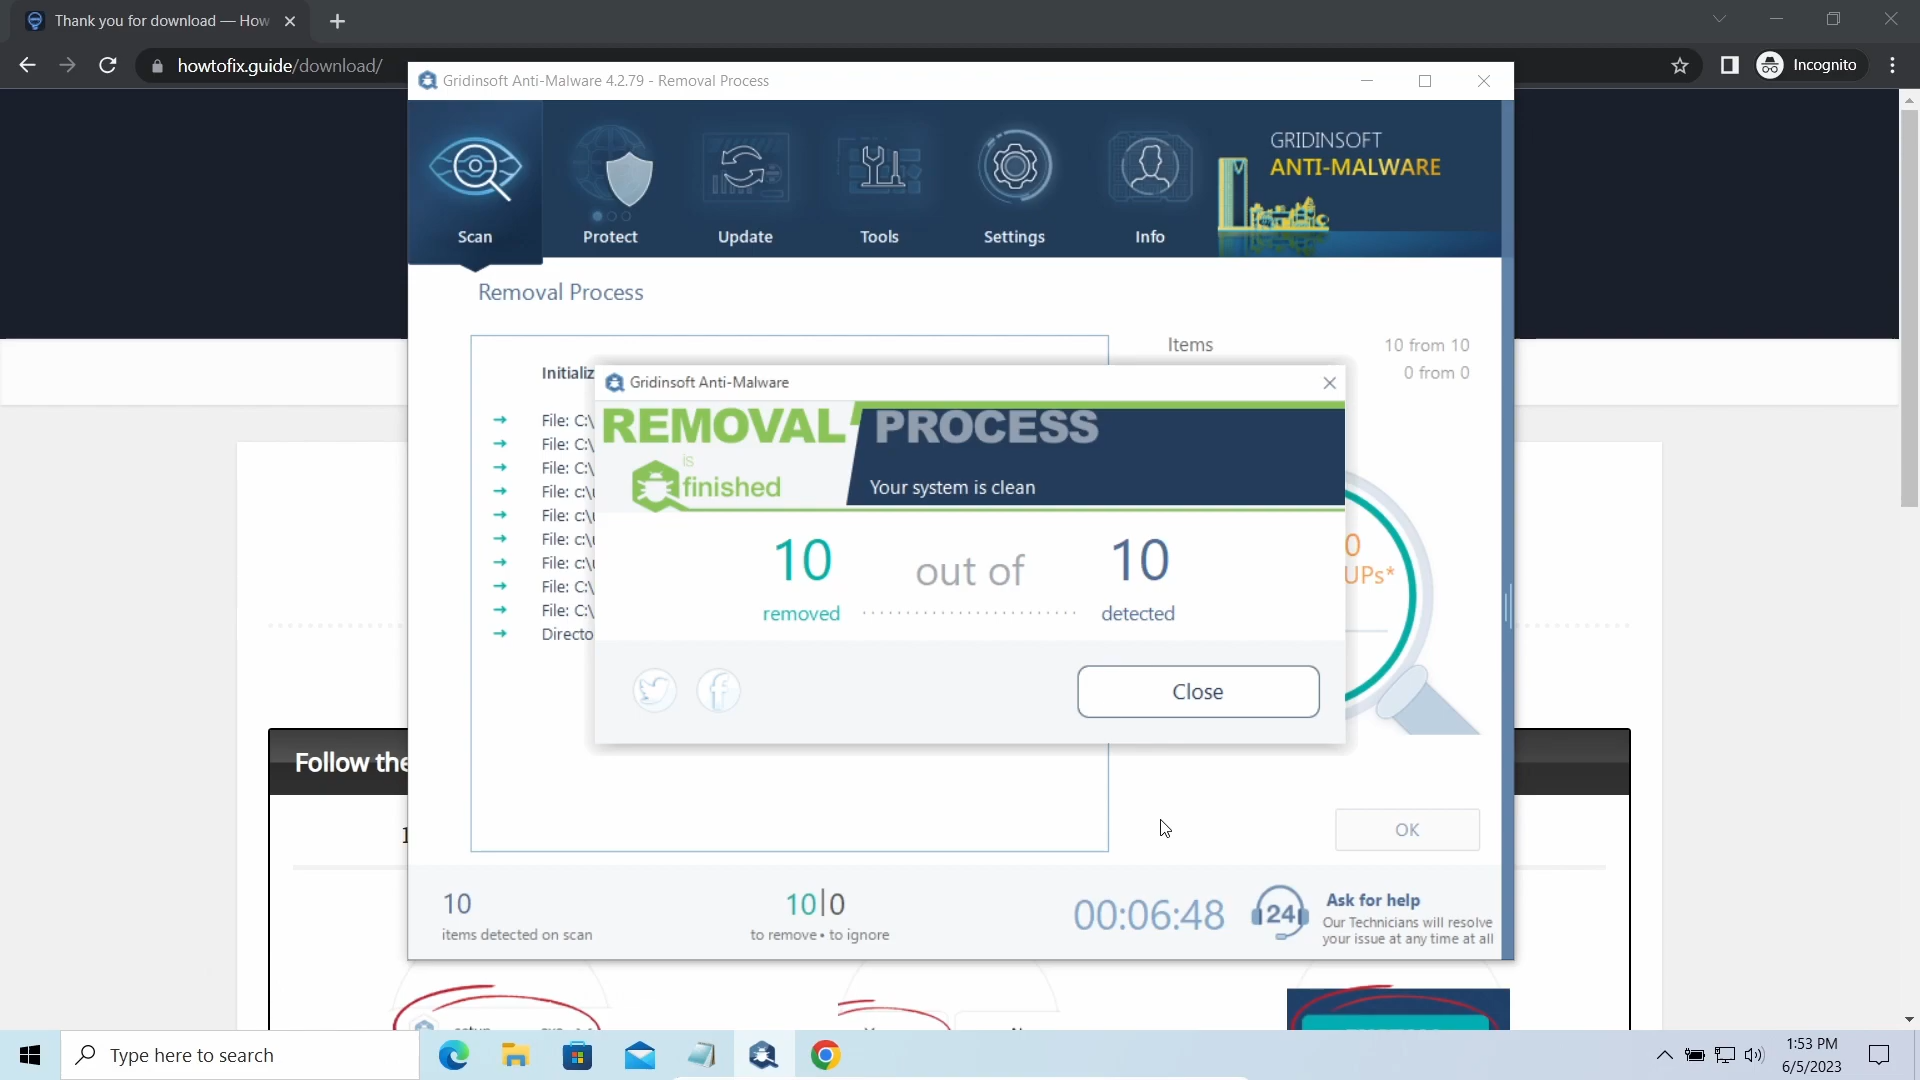 Thank you for download — How
howtofix.guide/download/
Incognito
Gridinsoft Anti-Malware 4.2.79 - Removal Process
GRIDINSOFT
ANTI-MALWARE
Scan
Protect
Update
Tools
Settings
Info
Removal Process
Items
10 from 10
0 from 0
Initializ
Gridinsoft Anti-Malware
REMOVAL PROCESS
is
finished
Your system is clean
File: C:\
File: C:\
File: C:\
File: c:\u
File: c:\u
File: c:\u
File: c:\u
File: C:\
File: C:\
Directo
10
out of
10
removed
detected
0
UPs*
Close
Follow the
1
OK
10
items detected on scan
10|0
to remove • to ignore
00:06:48
24
Ask for help
Our Technicians will resolve
your issue at any time at all
Type here to search
1:53 PM
6/5/2023